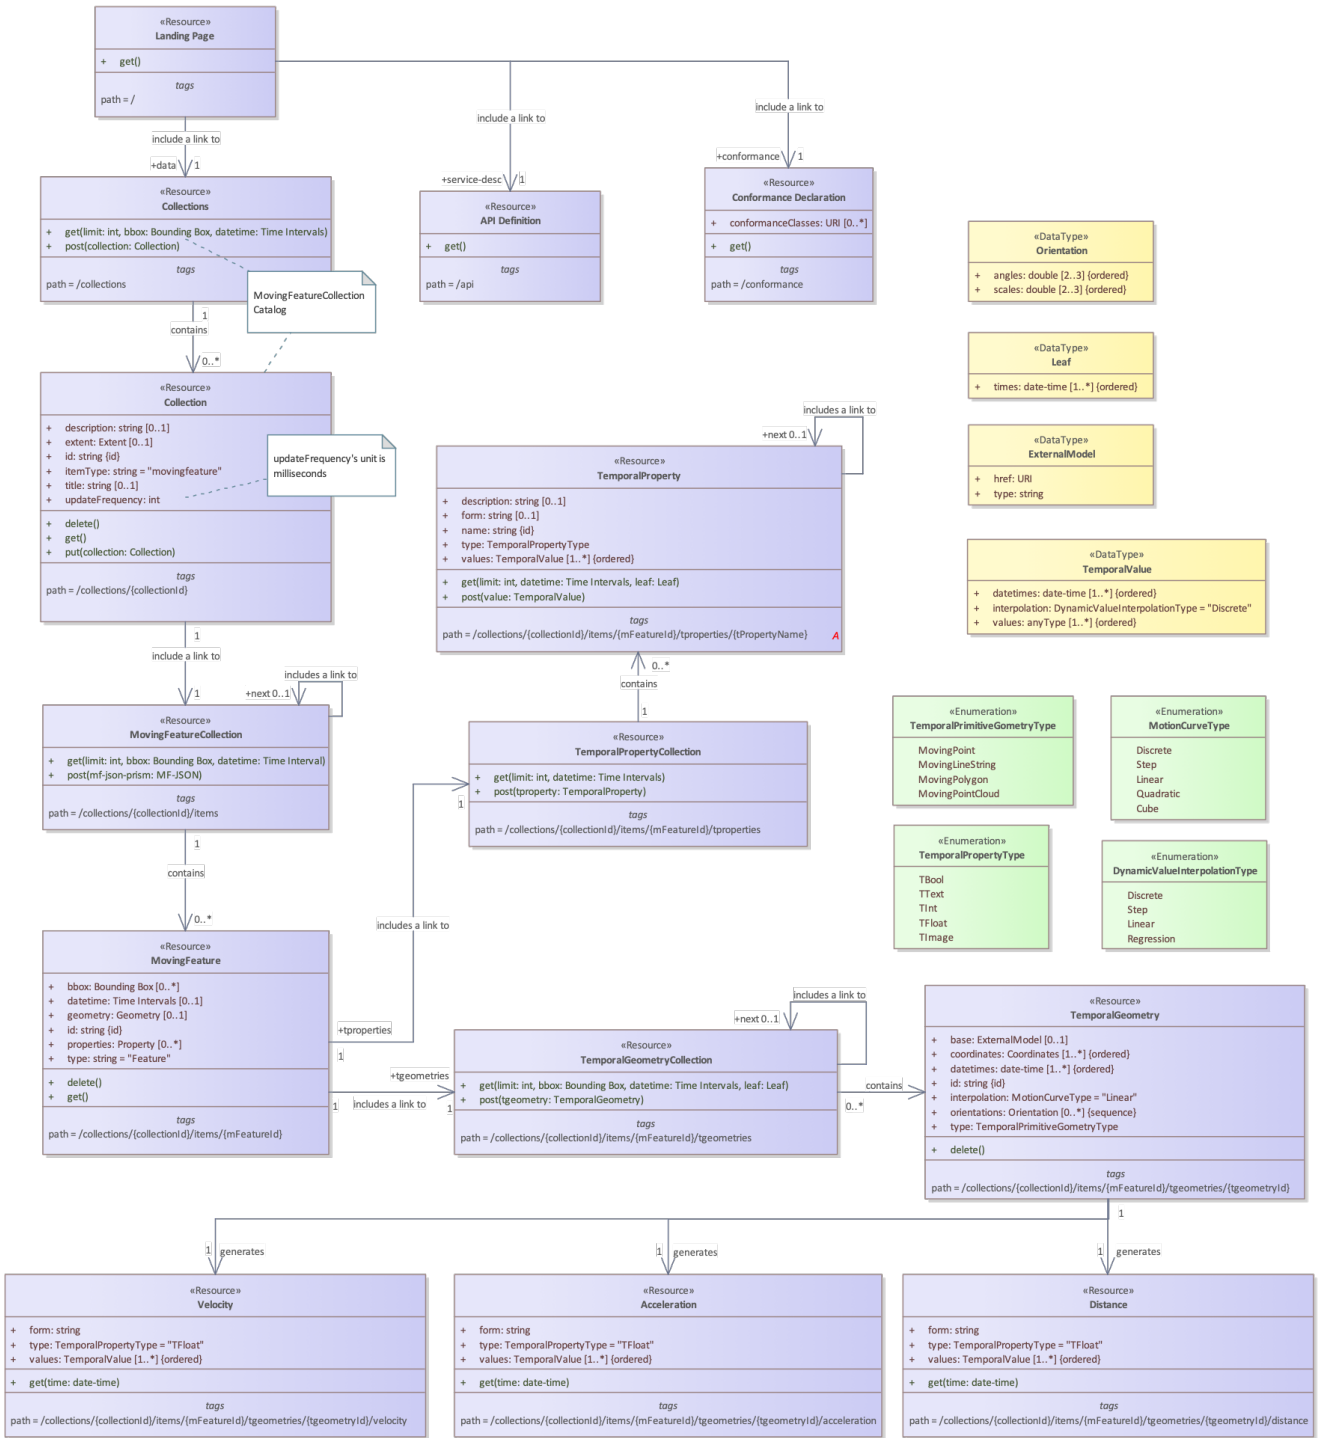 «Resource»
Landing Page
+ get()
tags
path = /
include a link to
+data 1
include a link to
+service-desc 1
include a link to
+conformance 1
«Resource»
Collections
+ get(limit: int, bbox: Bounding Box, datetime: Time Intervals)
+ post(collection: Collection)
tags
path = /collections
MovingFeatureCollection
Catalog
«Resource»
API Definition
+ get()
tags
path = /api
«Resource»
Conformance Declaration
+ conformanceClasses: URI [0..*]
+ get()
tags
path = /conformance
1
contains
0..*
«Resource»
Collection
+ description: string [0..1]
+ extent: Extent [0..1]
+ id: string {id}
+ itemType: string = "movingfeature"
+ title: string [0..1]
+ updateFrequency: int
+ delete()
+ get()
+ put(collection: Collection)
tags
path = /collections/{collectionId}
updateFrequency's unit is
milliseconds
1
include a link to
1
includes a link to
+next 0..1
«Resource»
MovingFeatureCollection
+ get(limit: int, bbox: Bounding Box, datetime: Time Interval)
+ post(mf-json-prism: MF-JSON)
tags
path = /collections/{collectionId}/items
1
contains
0..*
«Resource»
MovingFeature
+ bbox: Bounding Box [0..*]
+ datetime: Time Intervals [0..1]
+ geometry: Geometry [0..1]
+ id: string {id}
+ properties: Property [0..*]
+ type: string = "Feature"
+ delete()
+ get()
tags
path = /collections/{collectionId}/items/{mFeatureId}
includes a link to
+next 0..1
«Resource»
TemporalProperty
+ description: string [0..1]
+ form: string [0..1]
+ name: string {id}
+ type: TemporalPropertyType
+ values: TemporalValue [1..*] {ordered}
+ get(limit: int, datetime: Time Intervals, leaf: Leaf)
+ post(value: TemporalValue)
tags
path = /collections/{collectionId}/items/{mFeatureId}/tproperties/{tPropertyName}
A
0..*
contains
1
«Resource»
TemporalPropertyCollection
+ get(limit: int, datetime: Time Intervals)
+ post(tproperty: TemporalProperty)
tags
path = /collections/{collectionId}/items/{mFeatureId}/tproperties
1
includes a link to
+tproperties
1
+tgeometries
1 includes a link to 1
includes a link to
+next 0..1
«Resource»
TemporalGeometryCollection
+ get(limit: int, bbox: Bounding Box, datetime: Time Intervals, leaf: Leaf)
+ post(tgeometry: TemporalGeometry)
tags
path = /collections/{collectionId}/items/{mFeatureId}/tgeometries
contains
0..*
«DataType»
Orientation
+ angles: double [2..3] {ordered}
+ scales: double [2..3] {ordered}
«DataType»
Leaf
+ times: date-time [1..*] {ordered}
«DataType»
ExternalModel
+ href: URI
+ type: string
«DataType»
TemporalValue
+ datetimes: date-time [1..*] {ordered}
+ interpolation: DynamicValueInterpolationType = "Discrete"
+ values: anyType [1..*] {ordered}
«Enumeration»
TemporalPrimitiveGometryType
MovingPoint
MovingLineString
MovingPolygon
MovingPointCloud
«Enumeration»
MotionCurveType
Discrete
Step
Linear
Quadratic
Cube
«Enumeration»
TemporalPropertyType
TBool
TText
TInt
TFloat
TImage
«Enumeration»
DynamicValueInterpolationType
Discrete
Step
Linear
Regression
«Resource»
TemporalGeometry
+ base: ExternalModel [0..1]
+ coordinates: Coordinates [1..*] {ordered}
+ datetimes: date-time [1..*] {ordered}
+ id: string {id}
+ interpolation: MotionCurveType = "Linear"
+ orientations: Orientation [0..*] {sequence}
+ type: TemporalPrimitiveGometryType
+ delete()
tags
path = /collections/{collectionId}/items/{mFeatureId}/tgeometries/{tgeometryId}
1
1 generates
1 generates
1 generates
«Resource»
Velocity
+ form: string
+ type: TemporalPropertyType = "TFloat"
+ values: TemporalValue [1..*] {ordered}
+ get(time: date-time)
tags
path = /collections/{collectionId}/items/{mFeatureId}/tgeometries/{tgeometryId}/velocity
«Resource»
Acceleration
+ form: string
+ type: TemporalPropertyType = "TFloat"
+ values: TemporalValue [1..*] {ordered}
+ get(time: date-time)
tags
path = /collections/{collectionId}/items/{mFeatureId}/tgeometries/{tgeometryId}/acceleration
«Resource»
Distance
+ form: string
+ type: TemporalPropertyType = "TFloat"
+ values: TemporalValue [1..*] {ordered}
+ get(time: date-time)
tags
path = /collections/{collectionId}/items/{mFeatureId}/tgeometries/{tgeometryId}/distance